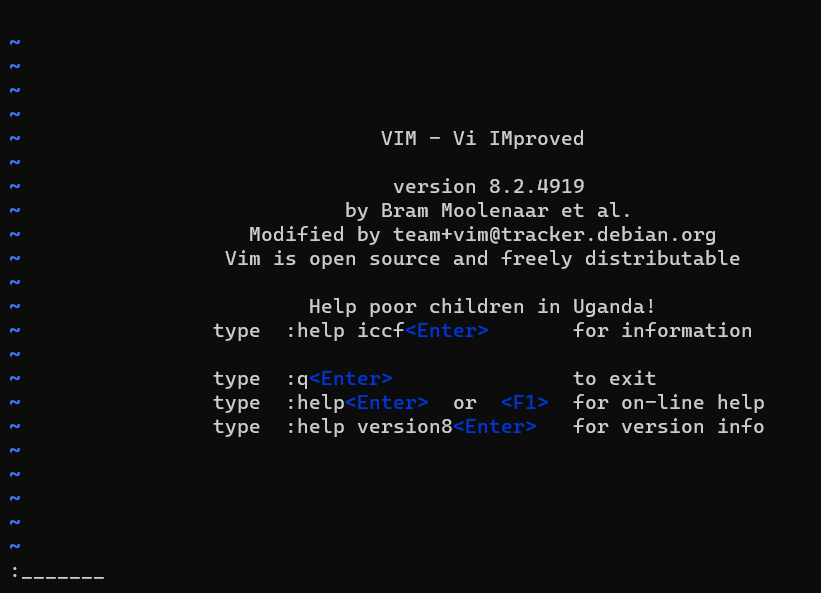 ~
~
~
~
~ VIM - Vi IMproved
~
~ version 8.2.4919
~ by Bram Moolenaar et al.
~ Modified by team+vim@tracker.debian.org
~ Vim is open source and freely distributable
~
~ Help poor children in Uganda!
~ type :help iccf<Enter> for information
~
~ type :q<Enter> to exit
~ type :help<Enter> or <F1> for on-line help
~ type :help version8<Enter> for version info
~
~
~
~
~
:_______